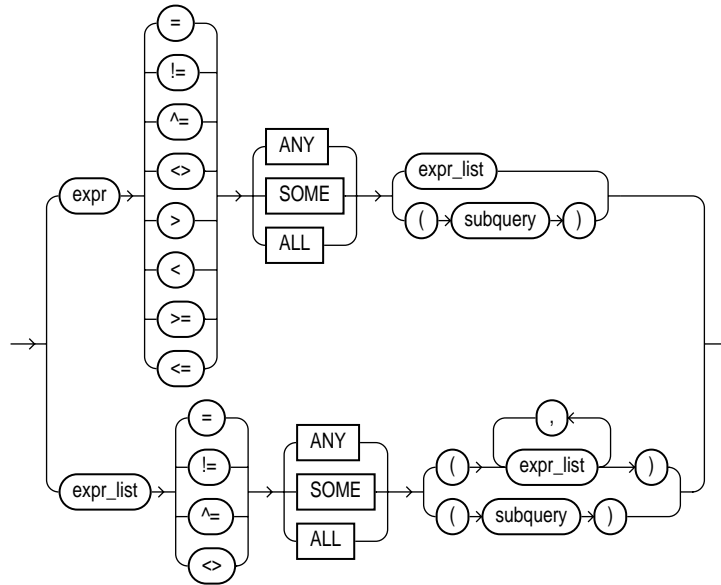 =
!=
^=
<>
>
<
>=
<=
expr
ANY
SOME
ALL
expr_list
( subquery )
=
!=
^=
<>
expr_list
ANY
SOME
ALL
,
( expr_list )
( subquery )